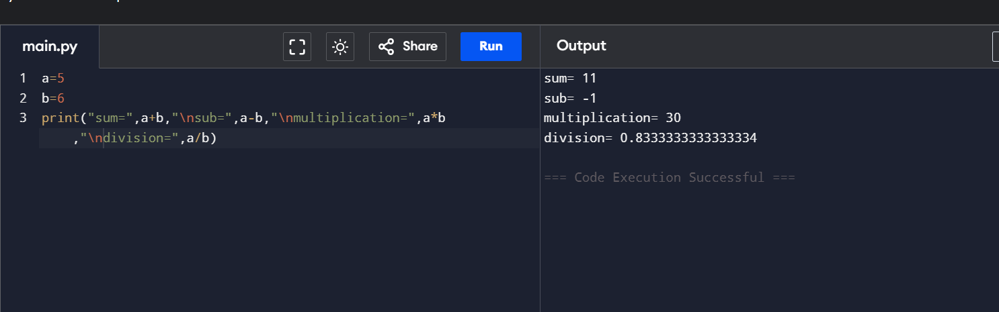 main.py
Share
Run
Output
1 a=5
2 b=6
3 print("sum=",a+b,"\nsub=",a-b,"\nmultiplication=",a*b
,"\ndivision=",a/b)
sum= 11
sub= -1
multiplication= 30
division= 0.8333333333333334
=== Code Execution Successful ===